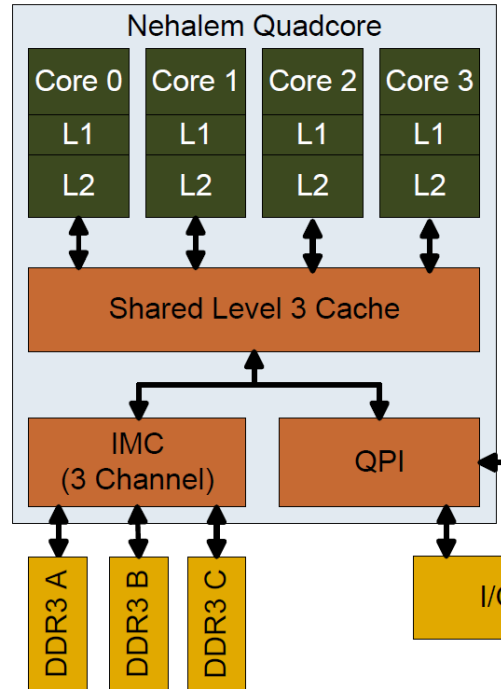 Nehalem Quadcore
Core 0
Core 1
Core 2
Core 3
L1
L1
L1
L1
L2
L2
L2
L2
Shared Level 3 Cache
IMC
(3 Channel)
QPI
DDR3 A
DDR3 B
DDR3 C